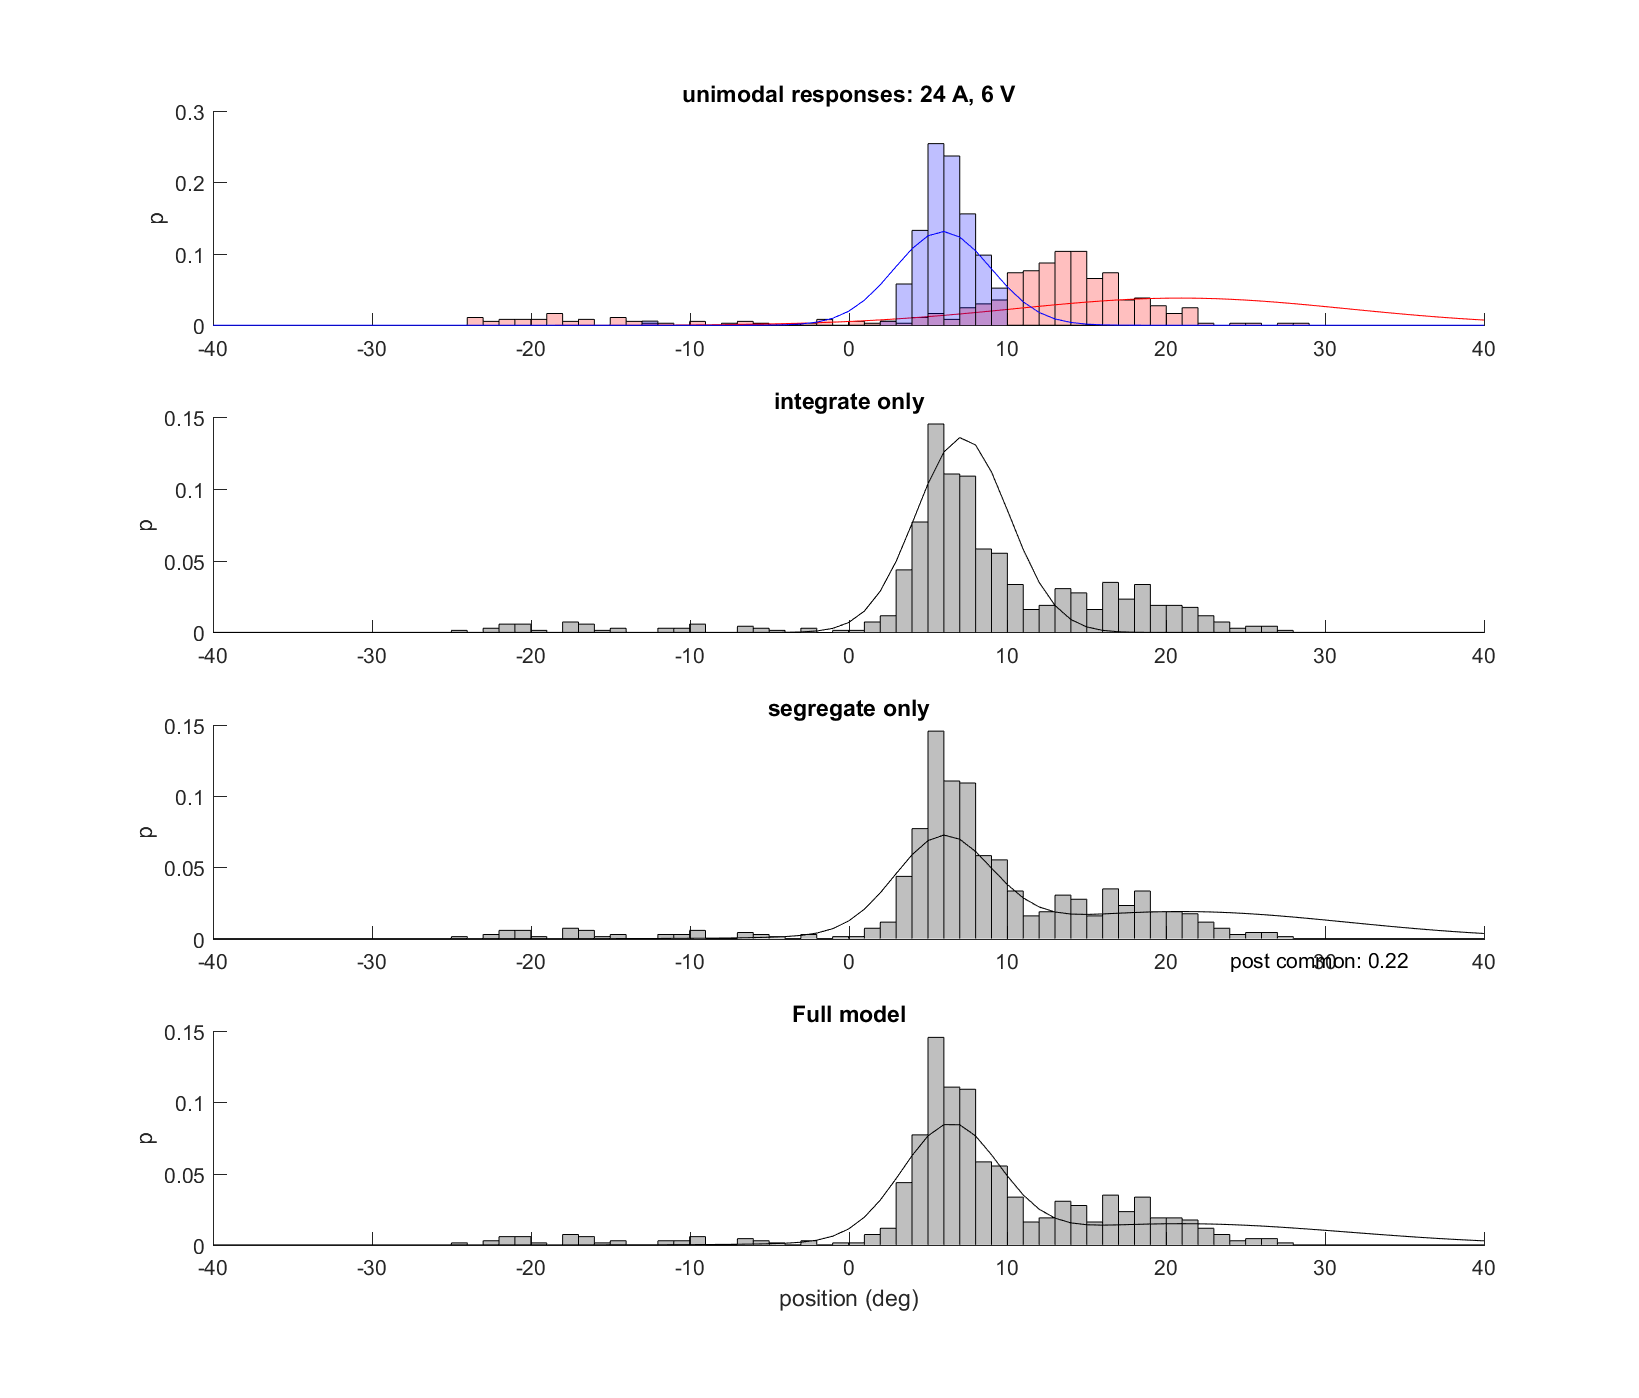 unimodal responses: 24 A, 6 V
0.3
0.2
0.1
0
p
-40 -30 -20 -10 0 10 20 30 40
integrate only
0.15
0.1
0.05
0
p
-40 -30 -20 -10 0 10 20 30 40
segregate only
0.15
0.1
0.05
0
p
-40 -30 -20 -10 0 10 20 30 40
post common: 0.22
Full model
0.15
0.1
0.05
0
p
-40 -30 -20 -10 0 10 20 30 40
position (deg)